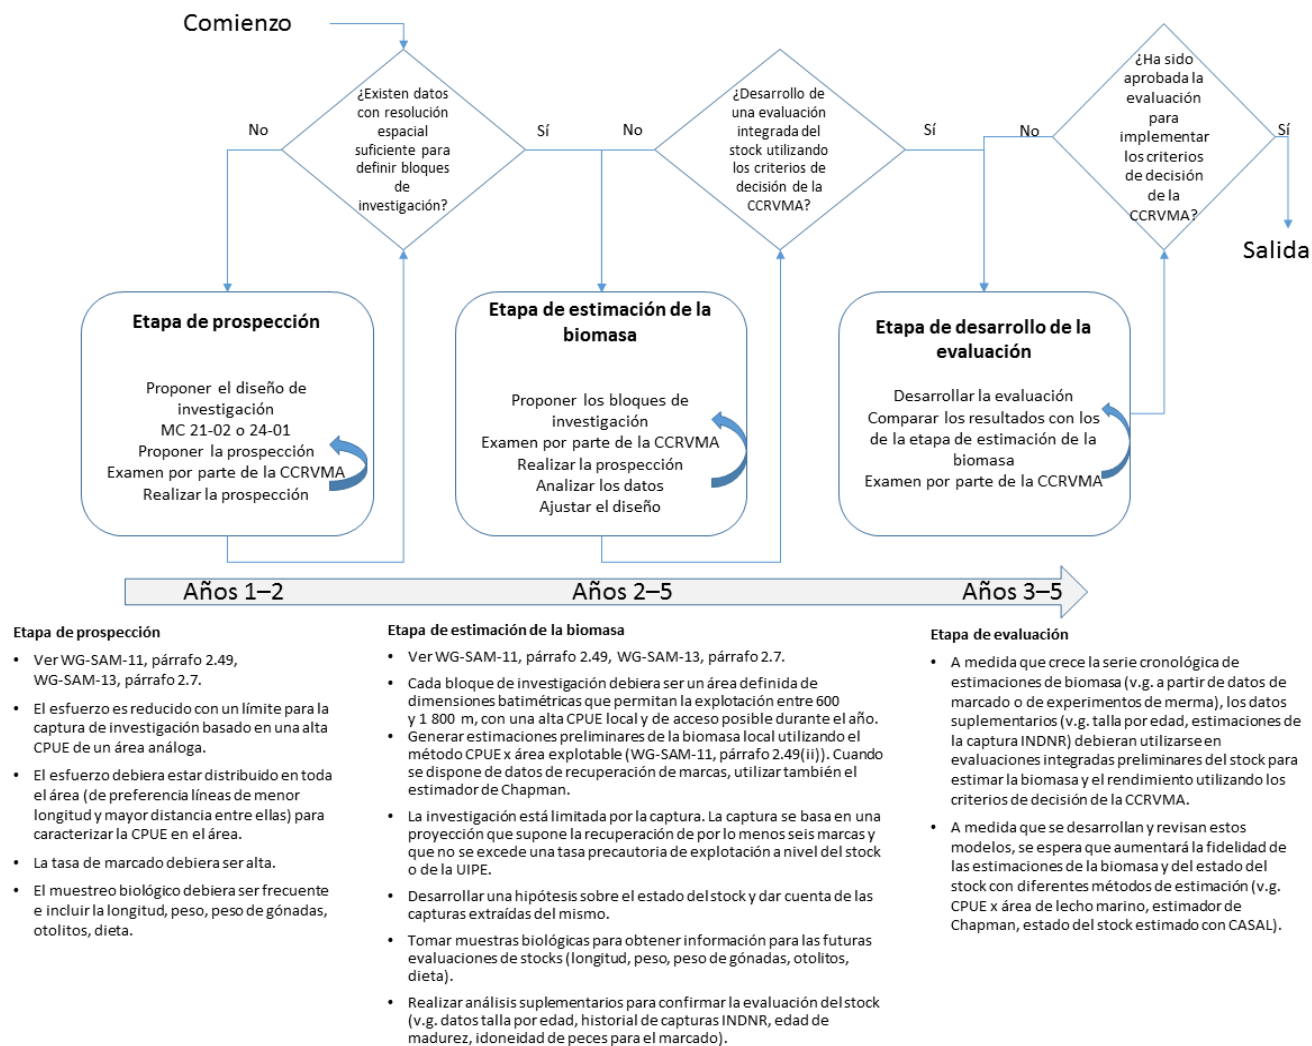 Comienzo
¿Existen datos
con resolución
espacial
suficiente para
definir bloques
de
investigación?
No
Sí
¿Desarrollo de
una evaluación
integrada del
stock utilizando
los criterios de
decisión de la
CCRVMA?
No
Sí
¿Ha sido
aprobada la
evaluación
para
implementar
los criterios
de decisión
de la
CCRVMA?
No
Sí
Salida
Etapa de prospección
Proponer el diseño de
investigación
MC 21-02 o 24-01
Proponer la prospección
Examen por parte de la CCRVMA
Realizar la prospección
Etapa de estimación de la
biomasa
Proponer los bloques de
investigación
Examen por parte de la CCRVMA
Realizar la prospección
Analizar los datos
Ajustar el diseño
Etapa de desarrollo de la
evaluación
Desarrollar la evaluación
Comparar los resultados con los
de la etapa de estimación de la
biomasa
Examen por parte de la CCRVMA
Años 1–2
Años 2–5
Años 3–5
Etapa de prospección
• Ver WG-SAM-11, párrafo 2.49,
WG-SAM-13, párrafo 2.7.
• El esfuerzo es reducido con un límite para la
captura de investigación basado en una alta
CPUE de un área análoga.
• El esfuerzo debiera estar distribuido en toda
el área (de preferencia líneas de menor
longitud y mayor distancia entre ellas) para
caracterizar la CPUE en el área.
• La tasa de marcado debiera ser alta.
• El muestreo biológico debiera ser frecuente
e incluir la longitud, peso, peso de gónadas,
otolitos, dieta.
Etapa de estimación de la biomasa
• Ver WG-SAM-11, párrafo 2.49, WG-SAM-13, párrafo 2.7.
• Cada bloque de investigación debiera ser un área definida de
dimensiones batimétricas que permitan la explotación entre 600
y 1 800 m, con una alta CPUE local y de acceso posible durante el año.
• Generar estimaciones preliminares de la biomasa local utilizando el
método CPUE x área explotable (WG-SAM-11, párrafo 2.49(ii)). Cuando
se dispone de datos de recuperación de marcas, utilizar también el
estimador de Chapman.
• La investigación está limitada por la captura. La captura se basa en una
proyección que supone la recuperación de por lo menos seis marcas y
que no se excede una tasa precautoria de explotación a nivel del stock
o de la UIPE.
• Desarrollar una hipótesis sobre el estado del stock y dar cuenta de las
capturas extraídas del mismo.
• Tomar muestras biológicas para obtener información para las futuras
evaluaciones de stocks (longitud, peso, peso de gónadas, otolitos,
dieta).
• Realizar análisis suplementarios para confirmar la evaluación del stock
(v.g. datos talla por edad, historial de capturas INDNR, edad de
madurez, idoneidad de peces para el marcado).
Etapa de evaluación
• A medida que crece la serie cronológica de
estimaciones de biomasa (v.g. a partir de datos de
marcado o de experimentos de merma), los datos
suplementarios (v.g. talla por edad, estimaciones de
la captura INDNR) debieran utilizarse en
evaluaciones integradas preliminares del stock para
estimar la biomasa y el rendimiento utilizando los
criterios de decisión de la CCRVMA.
• A medida que se desarrollan y revisan estos
modelos, se espera que aumentará la fidelidad de
las estimaciones de la biomasa y del estado del
stock con diferentes métodos de estimación (v.g.
CPUE x área de lecho marino, estimador de
Chapman, estado del stock estimado con CASAL).